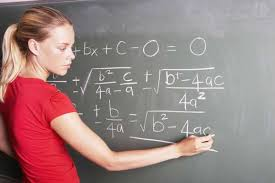 +bx + C - 0 = 0
± √(b²/4a² c/a) ± √((b² - 4ac)/4a²)
+ b/4a = √(b² - 4ac)